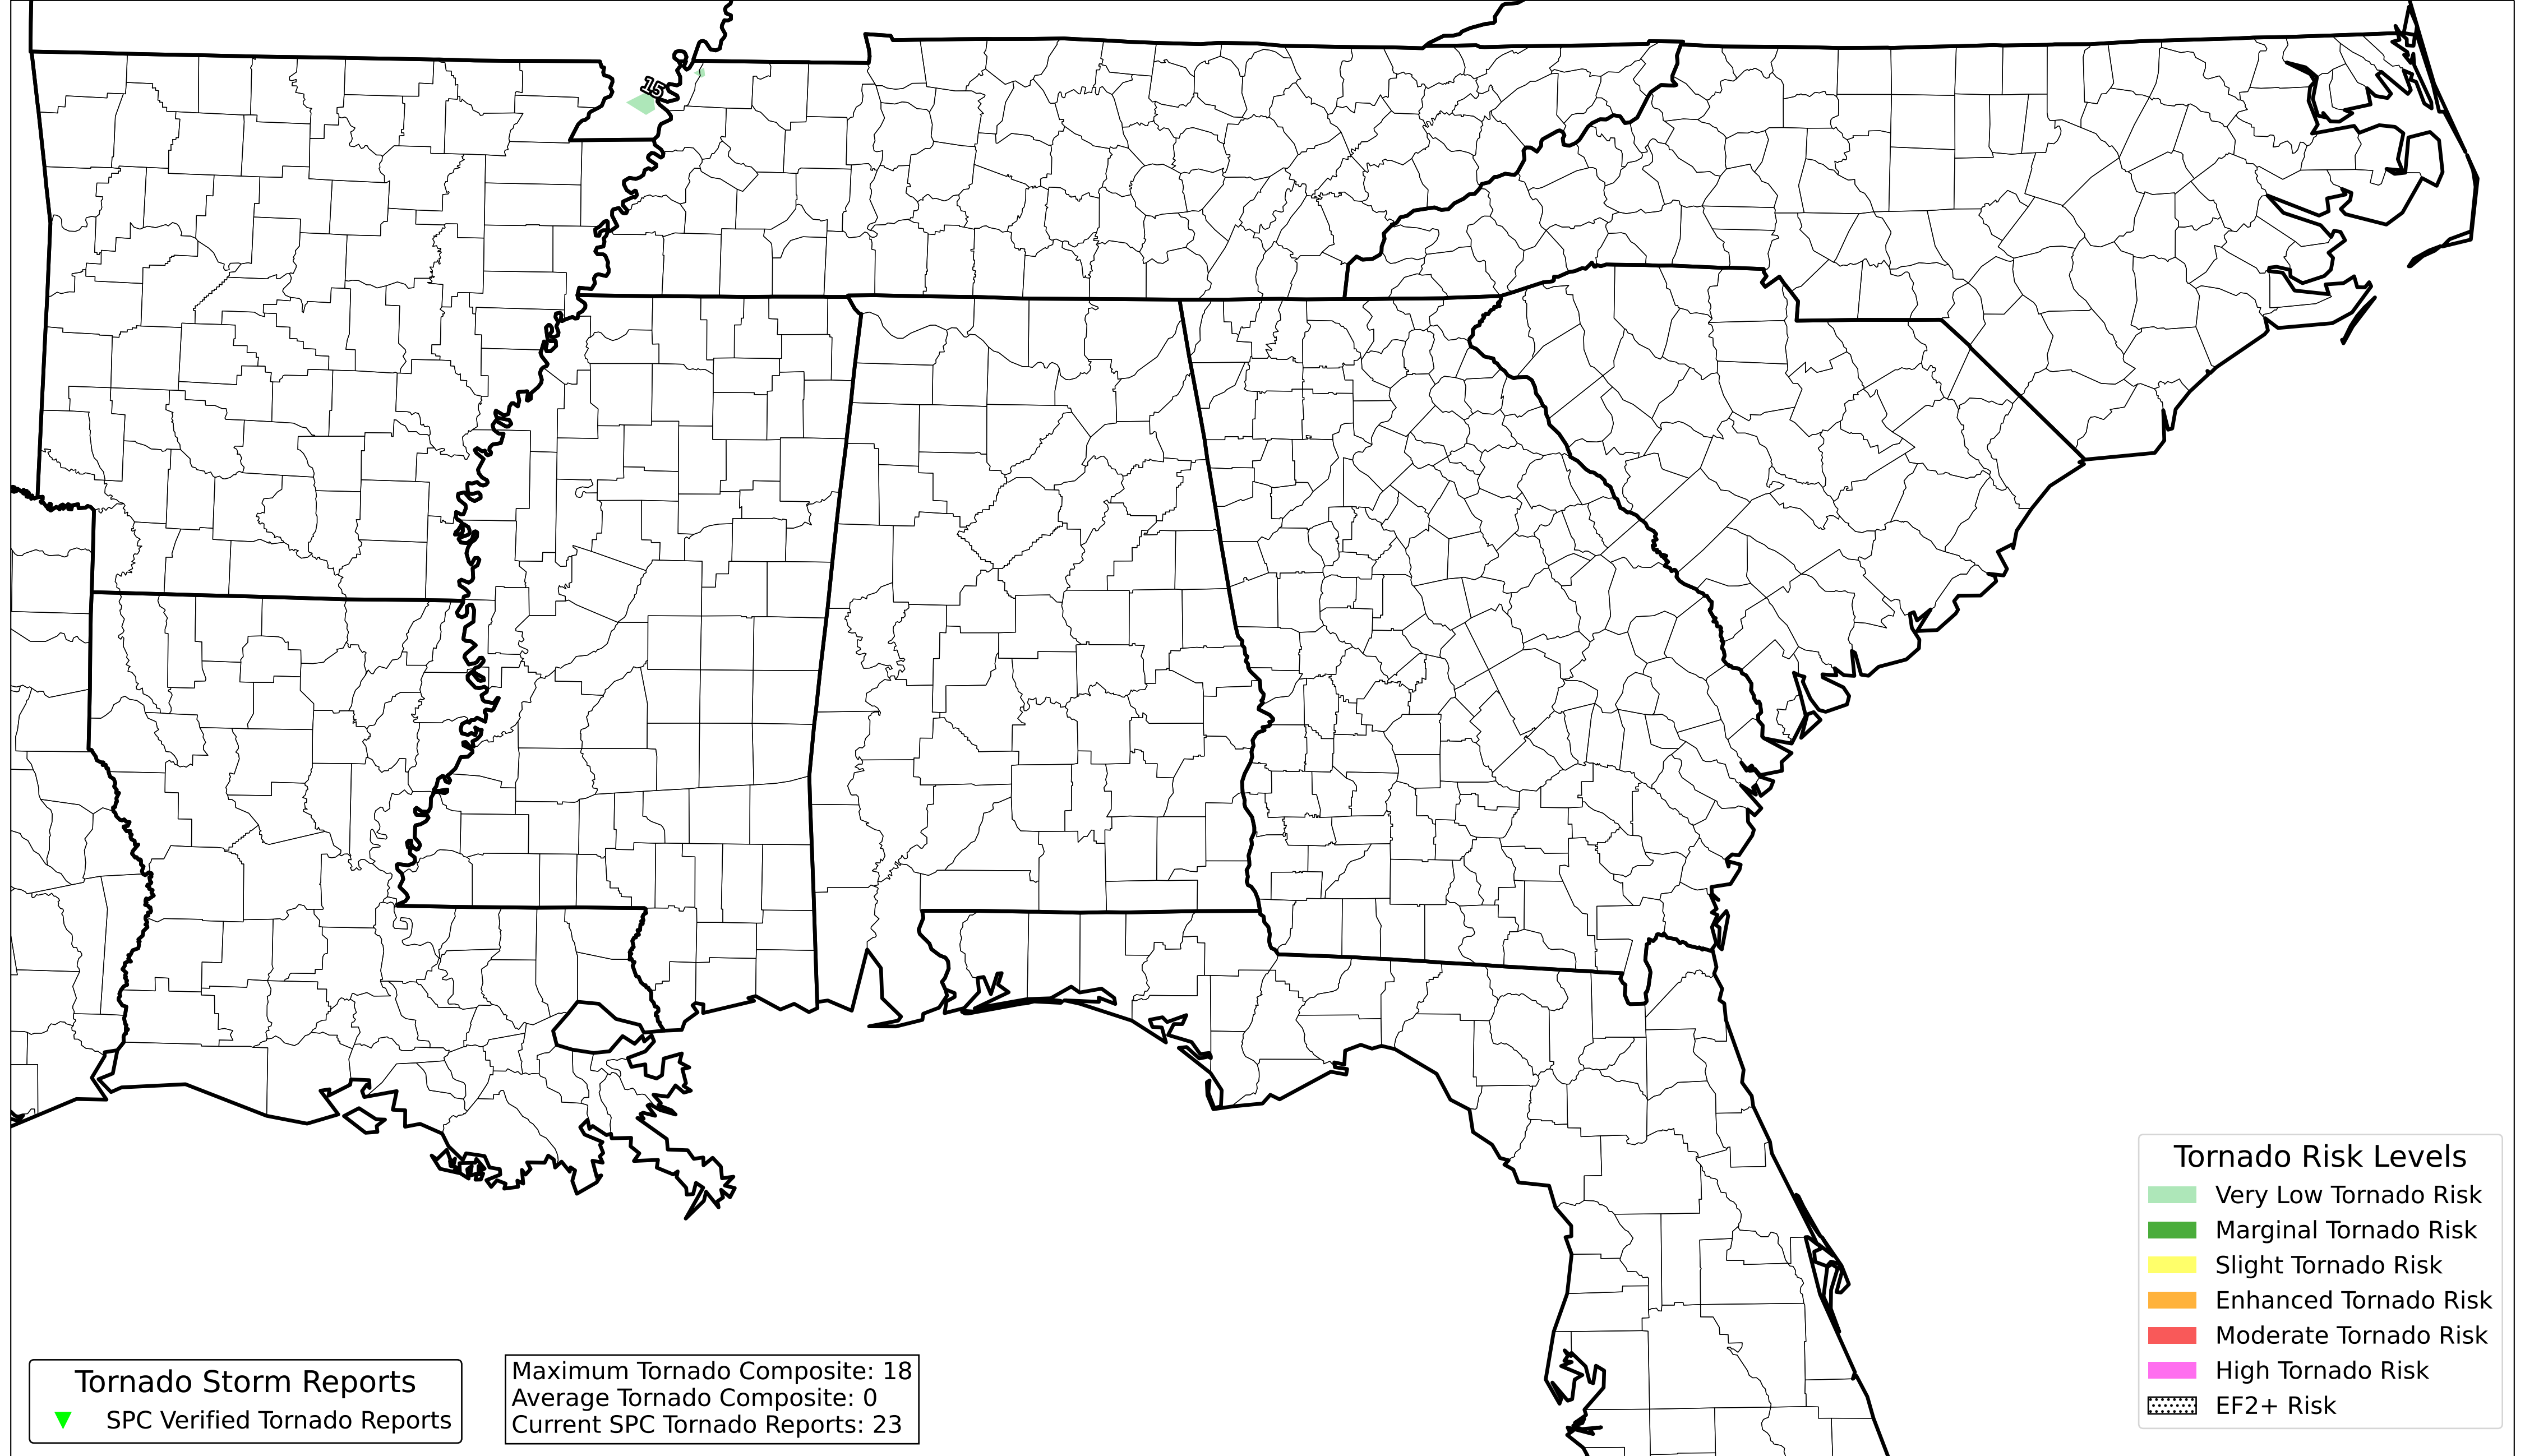 15
Tornado Risk Levels
Very Low Tornado Risk
Marginal Tornado Risk
Slight Tornado Risk
Enhanced Tornado Risk
Moderate Tornado Risk
High Tornado Risk
EF2+ Risk
Tornado Storm Reports
SPC Verified Tornado Reports
Maximum Tornado Composite: 18
Average Tornado Composite: 0
Current SPC Tornado Reports: 23